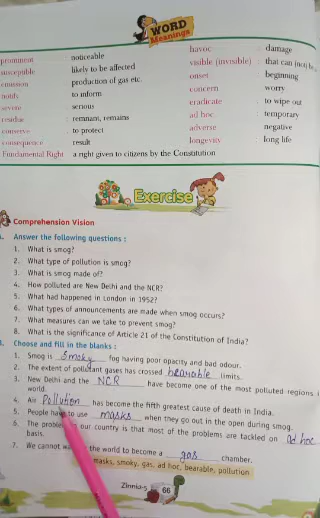 WORD
Meanings
prominent noticeable
susceptible likely to be affected
emission production of gas etc.
notify to inform
severe serious
residue : remnant, remains
conserve : to protect
consequence result
Fundamental Right a right given to citizens by the Constitution
havoc : damage
visible (invisible) : that can (not)
onset : beginning
concern : worry
eradicate : to wipe out
ad hoc : temporary
adverse : negative
longevity : long life
Exercise
Comprehension Vision
Answer the following questions :
1. What is smog?
2. What type of pollution is smog?
3. What is smog made of?
4. How polluted are New Delhi and the NCR?
5. What had happened in London in 1952?
6. What types of announcements are made when smog occurs?
7. What measures can we take to prevent smog?
8. What is the significance of Article 21 of the Constitution of India?
Choose and fill in the blanks :
1. Smog is Smoky fog having poor opacity and bad odour.
2. The extent of pollutant gases has crossed bearable limits.
3. New Delhi and the NCR have become one of the most polluted regions
world.
4. Air Pollution has become the fifth greatest cause of death in India.
5. People have to use masks when they go out in the open during smog.
6. The problem our country is that most of the problems are tackled on ad hoc
basis.
7. We cannot the world to become a gas chamber.
masks, smoky, gas, ad hoc, bearable, pollution
Zinnia-5 66